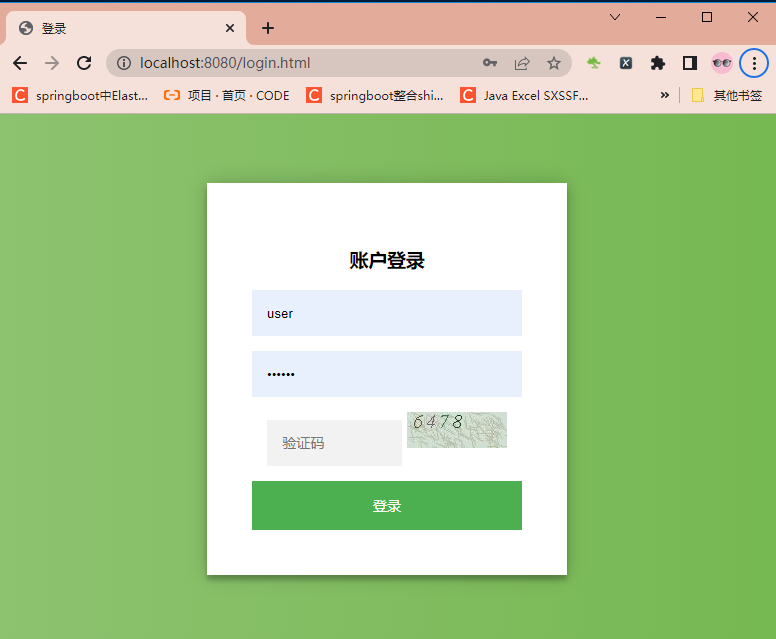 登录
localhost:8080/login.html
springboot中Elast...
项目 · 首页 · CODE
springboot整合shi...
Java Excel SXSSF...
其他书签
账户登录
user
••••••
验证码
6478
登录